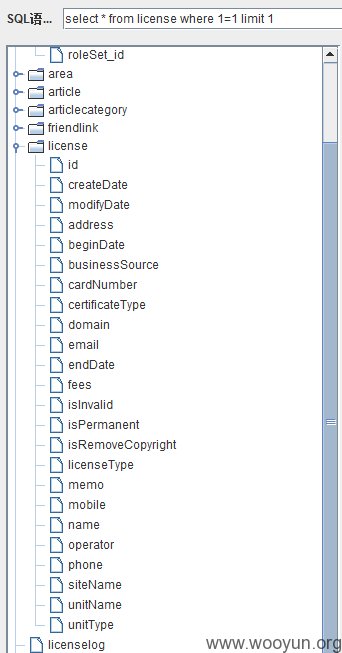 SQL语...
select * from license where 1=1 limit 1
roleSet_id
area
article
articlecategory
friendlink
license
id
createDate
modifyDate
address
beginDate
businessSource
cardNumber
certificateType
domain
email
endDate
fees
isInvalid
isPermanent
isRemoveCopyright
licenseType
memo
mobile
name
operator
phone
siteName
unitName
unitType
licenselog
www.wooyun.org